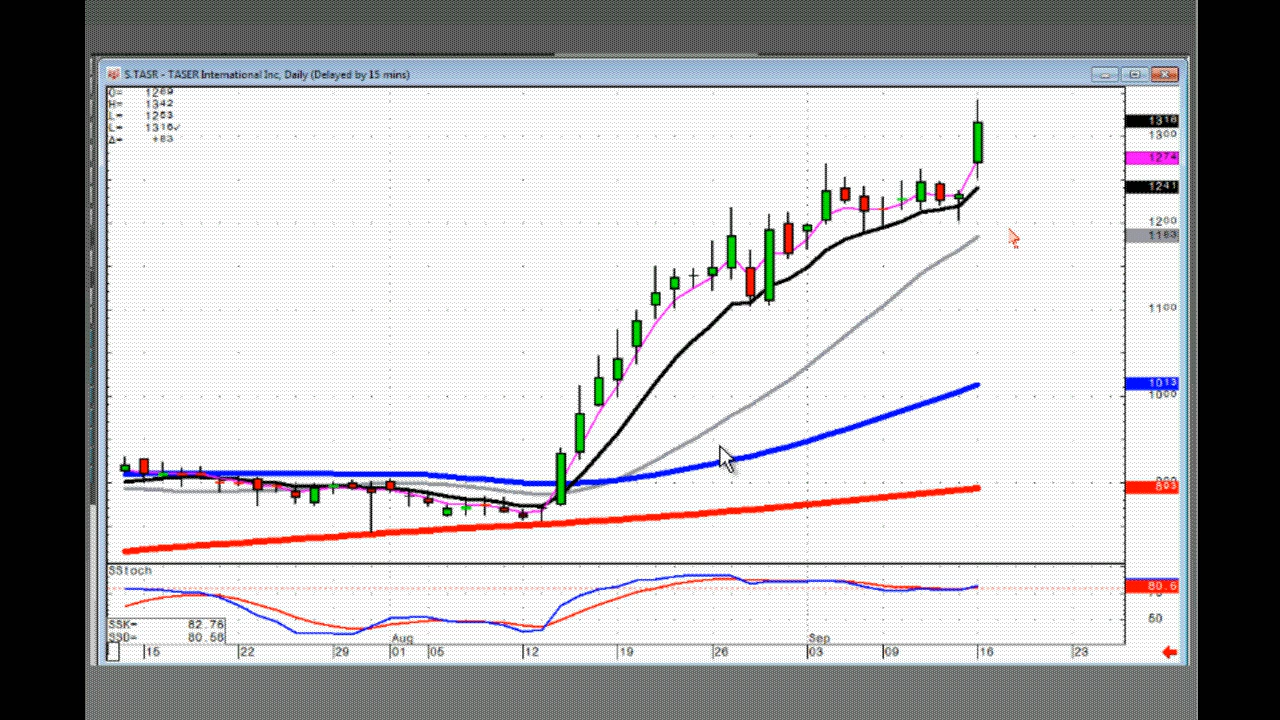 S.TASR - TASER International Inc, Daily (Delayed by 15 mins)
O= 1269
H= 1342
L= 1253
L= 1316✓
Δ= +83
1316
1300
1274
1241
1200
1183
1100
1013
1000
893
SStoch
80.6
50
SSK= 82.76
SSD= 80.58
Aug
Sep
15
22
29
01
05
12
19
26
03
09
16
23